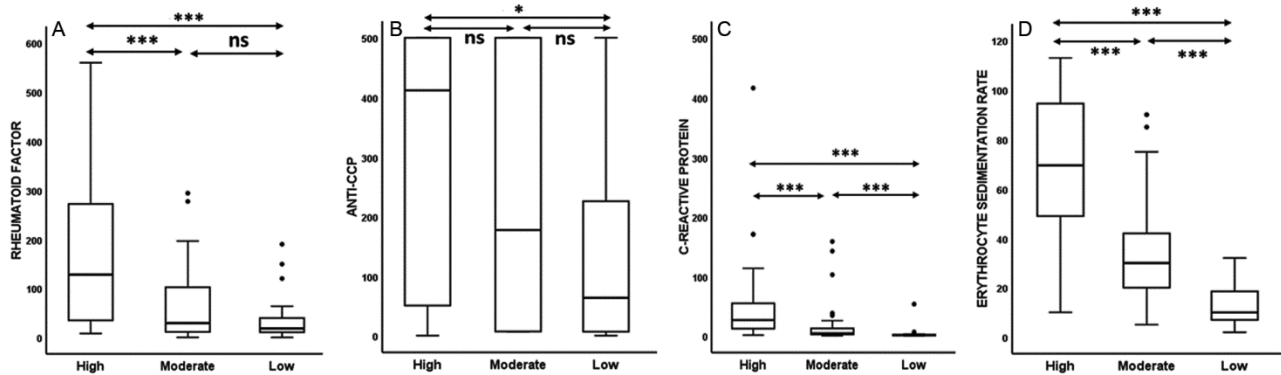 A
***
***
ns
600
500
400
300
200
100
0
RHEUMATOID FACTOR
High Moderate Low
B
*
ns
ns
500
400
300
200
100
0
ANTI-CCP
High Moderate Low
C
500
400
300
200
100
0
***
***
***
C-REACTIVE PROTEIN
High Moderate Low
D
***
***
***
120
100
80
60
40
20
0
ERYTHROCYTE SEDIMENTATION RATE
High Moderate Low